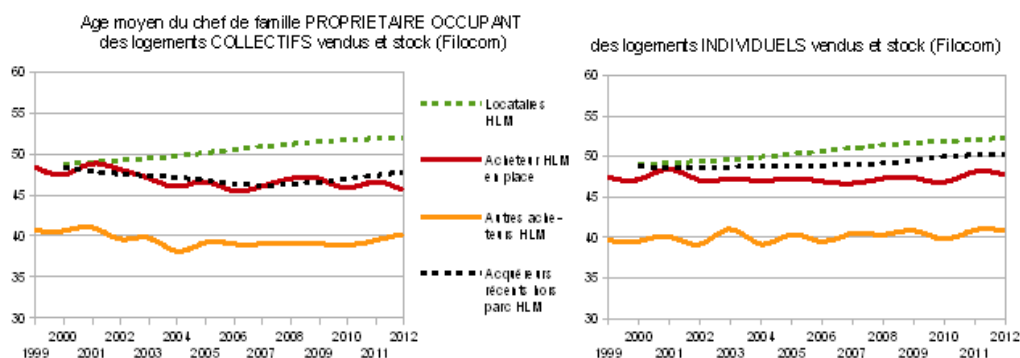 Age moyen du chef de famille PROPRIETAIRE OCCUPANT
des logements COLLECTIFS vendus et stock (Filocom)
des logements INDIVIDUELS vendus et stock (Filocom)
60
55
50
45
40
35
30
2000 2002 2004 2006 2008 2010 2012
1999 2001 2003 2005 2007 2009 2011
Locataires
HLM
Acheteur HLM
en place
Autres ache-
teurs HLM
Acquéreurs
récents hors
parc HLM
60
55
50
45
40
35
30
2000 2002 2004 2006 2008 2010 2012
1999 2001 2003 2005 2007 2009 2011